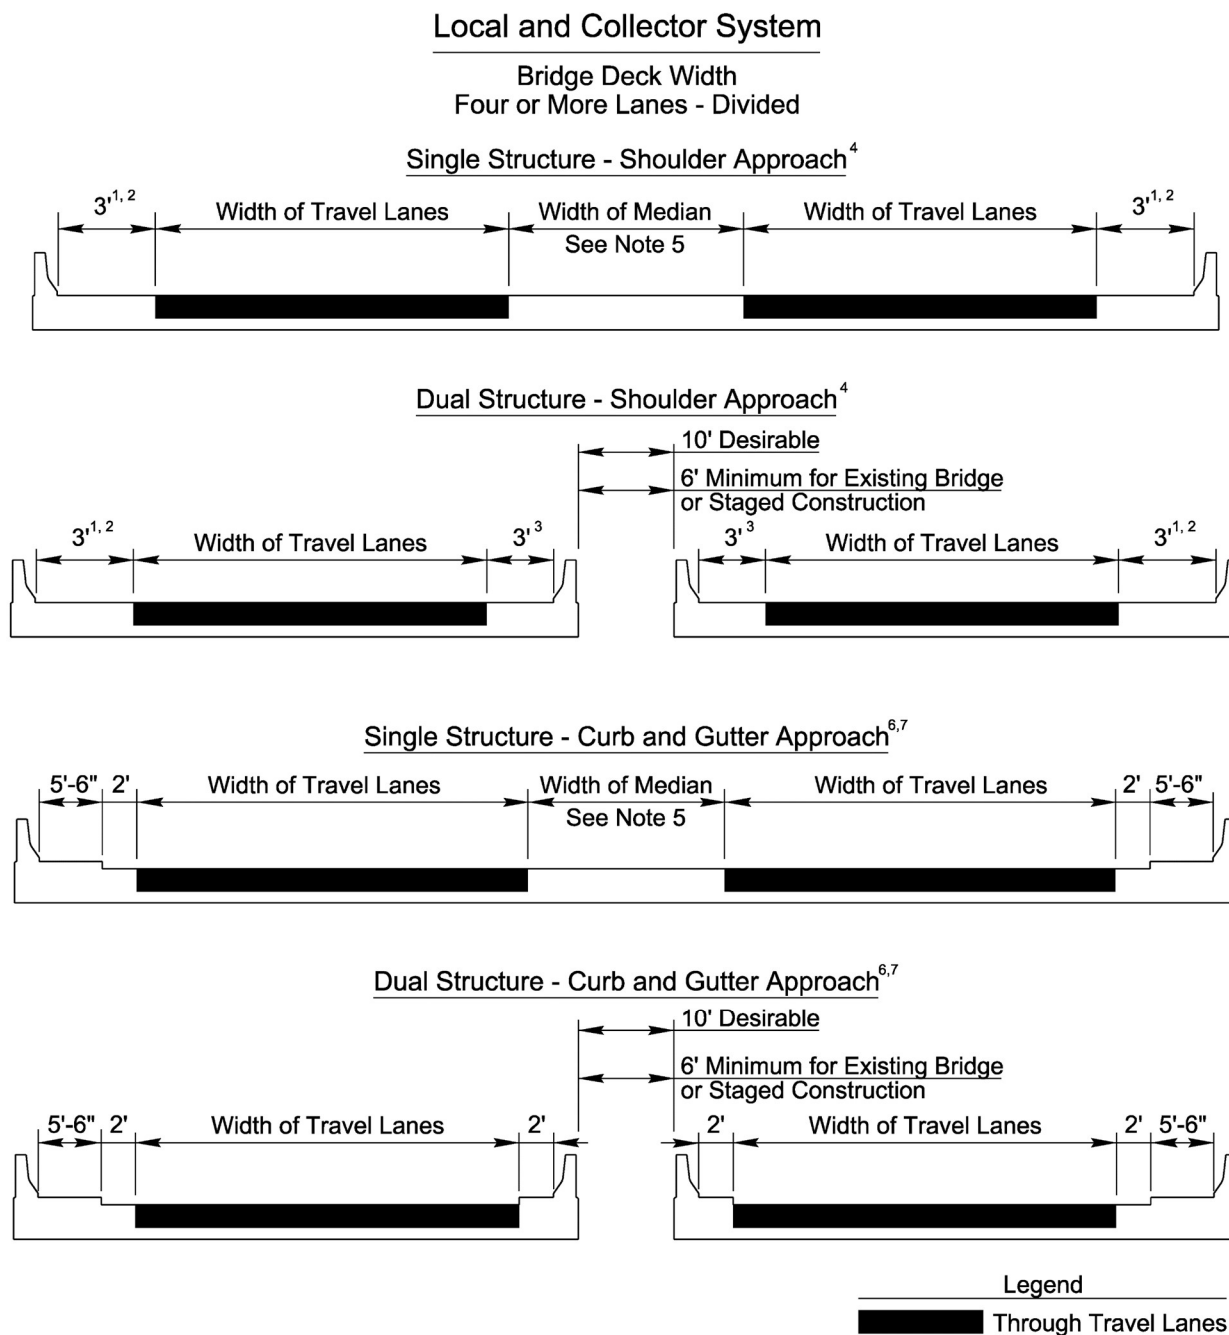 Local and Collector System
Bridge Deck Width
Four or More Lanes - Divided
Single Structure - Shoulder Approach4
3'1, 2
Width of Travel Lanes
Width of Median
Width of Travel Lanes
3'1, 2
See Note 5
Dual Structure - Shoulder Approach4
10' Desirable
6' Minimum for Existing Bridge
or Staged Construction
3'1, 2
Width of Travel Lanes
3'3
3'3
Width of Travel Lanes
3'1, 2
Single Structure - Curb and Gutter Approach6,7
5'-6"
2'
Width of Travel Lanes
Width of Median
Width of Travel Lanes
2'
5'-6"
See Note 5
Dual Structure - Curb and Gutter Approach6,7
10' Desirable
6' Minimum for Existing Bridge
or Staged Construction
5'-6"
2'
Width of Travel Lanes
2'
2'
Width of Travel Lanes
2'
5'-6"
Legend
Through Travel Lanes